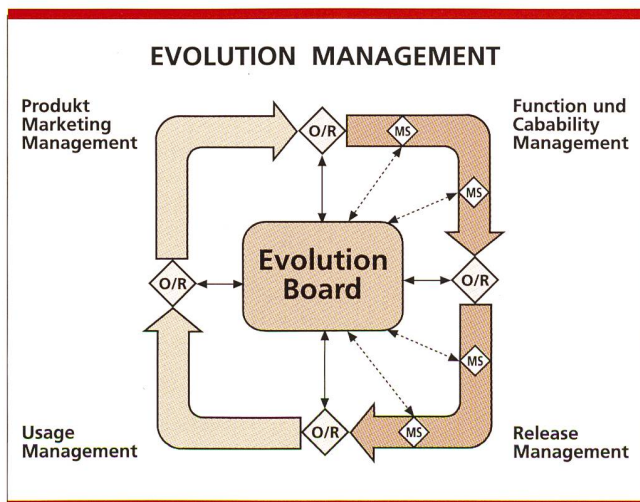 EVOLUTION MANAGEMENT
Produkt
Marketing
Management
Function und
Cabability
Management
O/R
MS
MS
Evolution
Board
O/R
O/R
MS
MS
O/R
Usage
Management
Release
Management